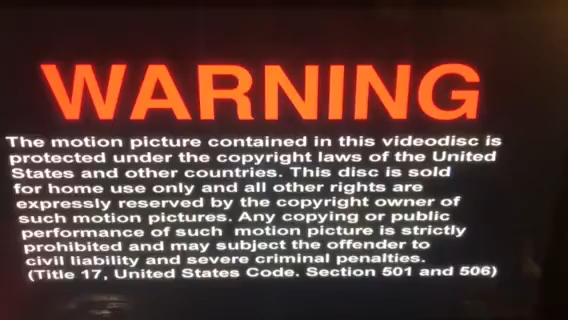 WARNING
The motion picture contained in this videodisc is
protected under the copyright laws of the United
States and other countries. This disc is sold
for home use only and all other rights are
expressly reserved by the copyright owner of
such motion pictures. Any copying or public
performance of such motion picture is strictly
prohibited and may subject the offender to
civil liability and severe criminal penalties.
(Title 17, United States Code. Section 501 and 506)